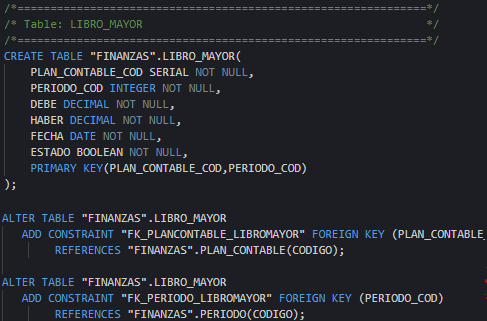 /*==============================================================*/
/* Table: LIBRO_MAYOR */
/*==============================================================*/
CREATE TABLE "FINANZAS".LIBRO_MAYOR(
PLAN_CONTABLE_COD SERIAL NOT NULL,
PERIODO_COD INTEGER NOT NULL,
DEBE DECIMAL NOT NULL,
HABER DECIMAL NOT NULL,
FECHA DATE NOT NULL,
ESTADO BOOLEAN NOT NULL,
PRIMARY KEY(PLAN_CONTABLE_COD,PERIODO_COD)
);
ALTER TABLE "FINANZAS".LIBRO_MAYOR
ADD CONSTRAINT "FK_PLANCONTABLE_LIBROMAYOR" FOREIGN KEY (PLAN_CONTABLE_
REFERENCES "FINANZAS".PLAN_CONTABLE(CODIGO);
ALTER TABLE "FINANZAS".LIBRO_MAYOR
ADD CONSTRAINT "FK_PERIODO_LIBROMAYOR" FOREIGN KEY (PERIODO_COD)
REFERENCES "FINANZAS".PERIODO(CODIGO);